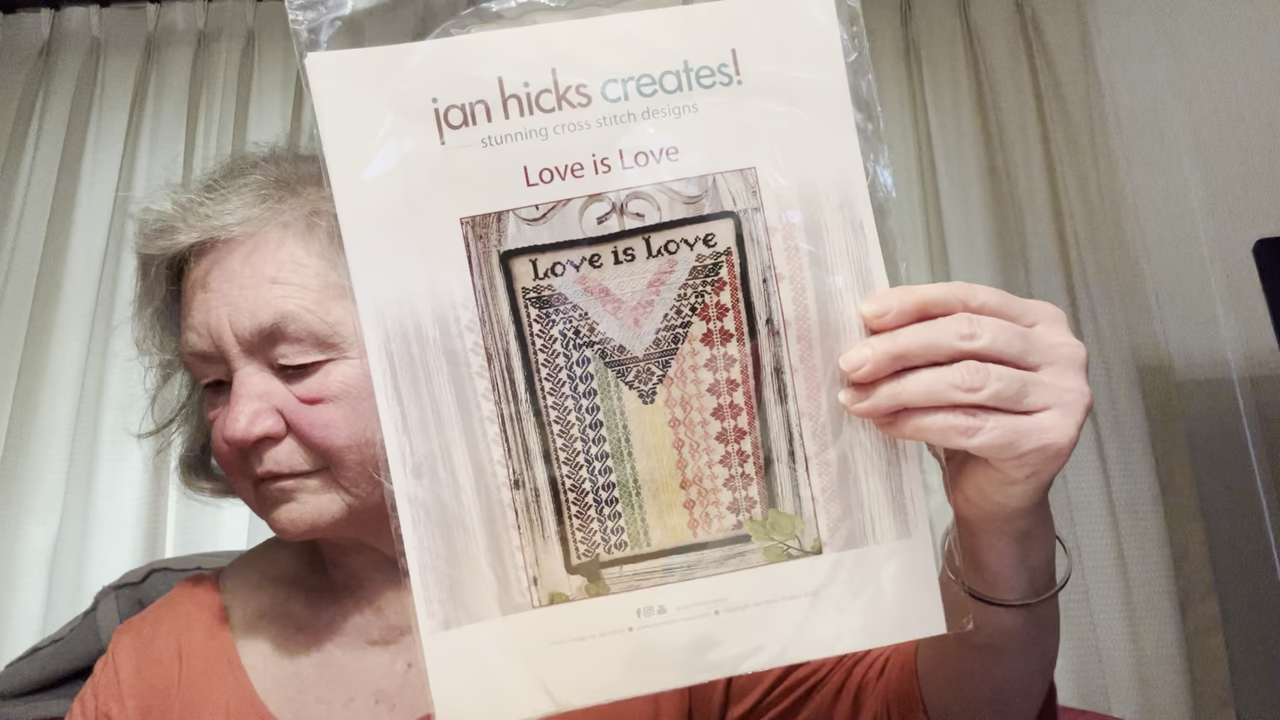 jan hicks creates!
stunning cross stitch designs
Love is Love
Love is Love